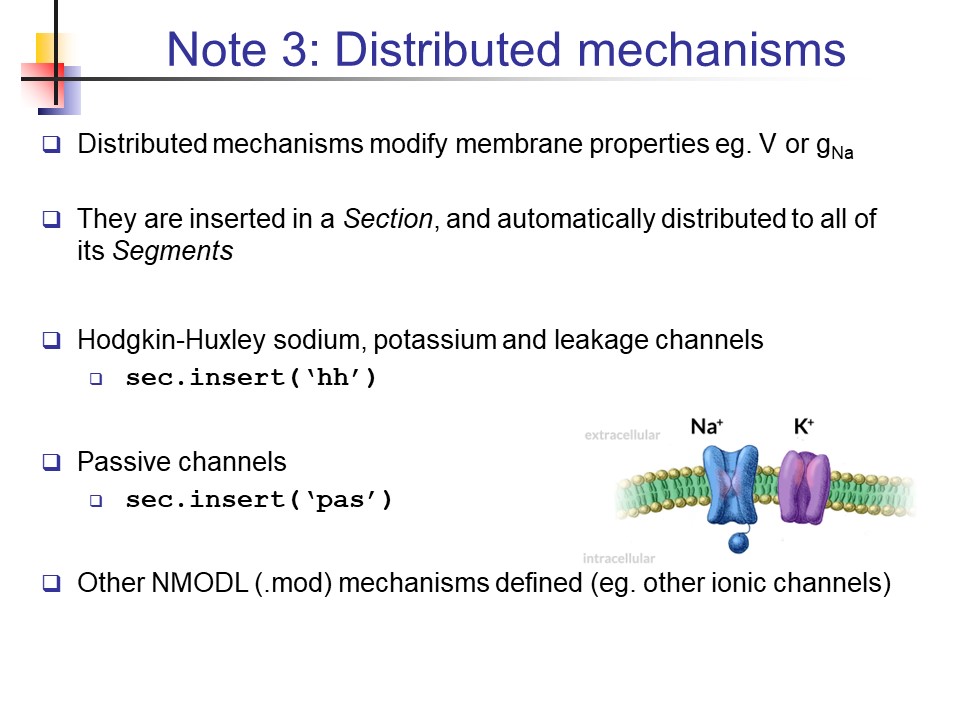 Note 3: Distributed mechanisms
Distributed mechanisms modify membrane properties eg. V or gNa
They are inserted in a Section, and automatically distributed to all of
its Segments
Hodgkin-Huxley sodium, potassium and leakage channels
sec.insert(‘hh’)
Passive channels
sec.insert(‘pas’)
extracellular
Na+
K+
intracellular
Other NMODL (.mod) mechanisms defined (eg. other ionic channels)